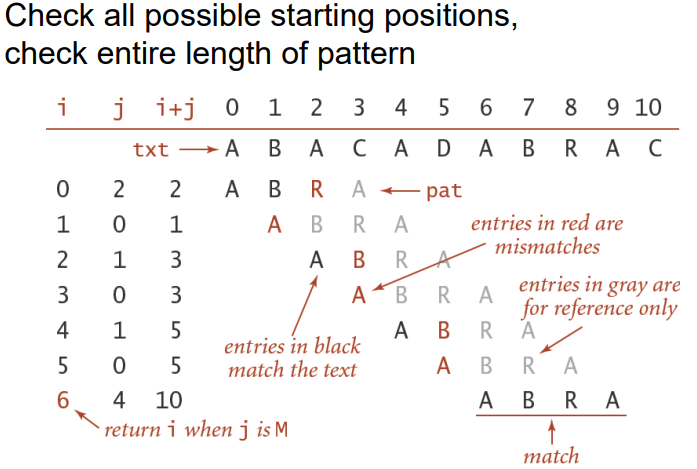 Check all possible starting positions,
check entire length of pattern
i j i+j 0 1 2 3 4 5 6 7 8 9 10
txt A B A C A D A B R A C
0 2 2 A B R A pat
1 0 1 A B R A entries in red are
mismatches
2 1 3 A B R A
3 0 3 A B R A entries in gray are
for reference only
4 1 5 A B R A
entries in black
match the text
5 0 5 A B R A
6 4 10 A B R A
return i when j is M
match